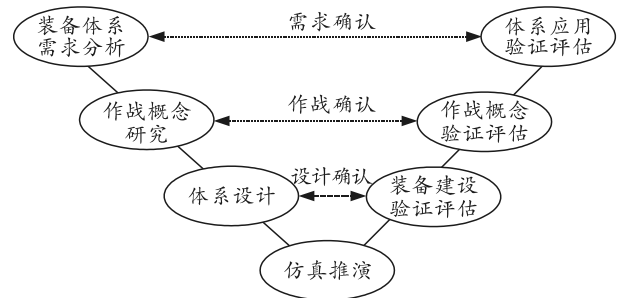 装备体系
需求分析
需求确认
体系应用
验证评估
作战概念
研究
作战确认
作战概念
验证评估
体系设计
设计确认
装备建设
验证评估
仿真推演